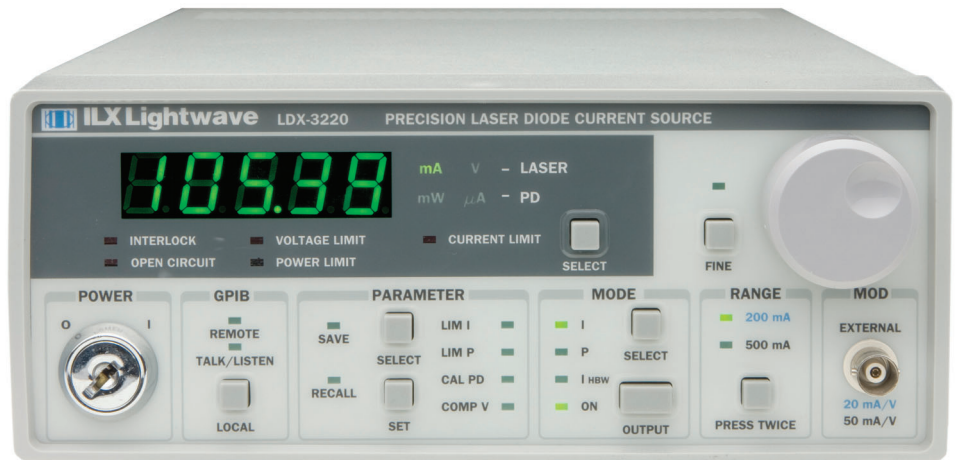 ILX Lightwave LDX-3220 PRECISION LASER DIODE CURRENT SOURCE
mA V – LASER
mW µA – PD
INTERLOCK VOLTAGE LIMIT CURRENT LIMIT
OPEN CIRCUIT POWER LIMIT
SELECT
FINE
POWER
O I
GPIB
REMOTE
TALK/LISTEN
LOCAL
PARAMETER
SAVE
SELECT
RECALL
SET
LIM I
LIM P
CAL PD
COMP V
MODE
I
P
I HBW
ON
SELECT
OUTPUT
RANGE
200 mA
500 mA
PRESS TWICE
MOD
EXTERNAL
20 mA/V
50 mA/V